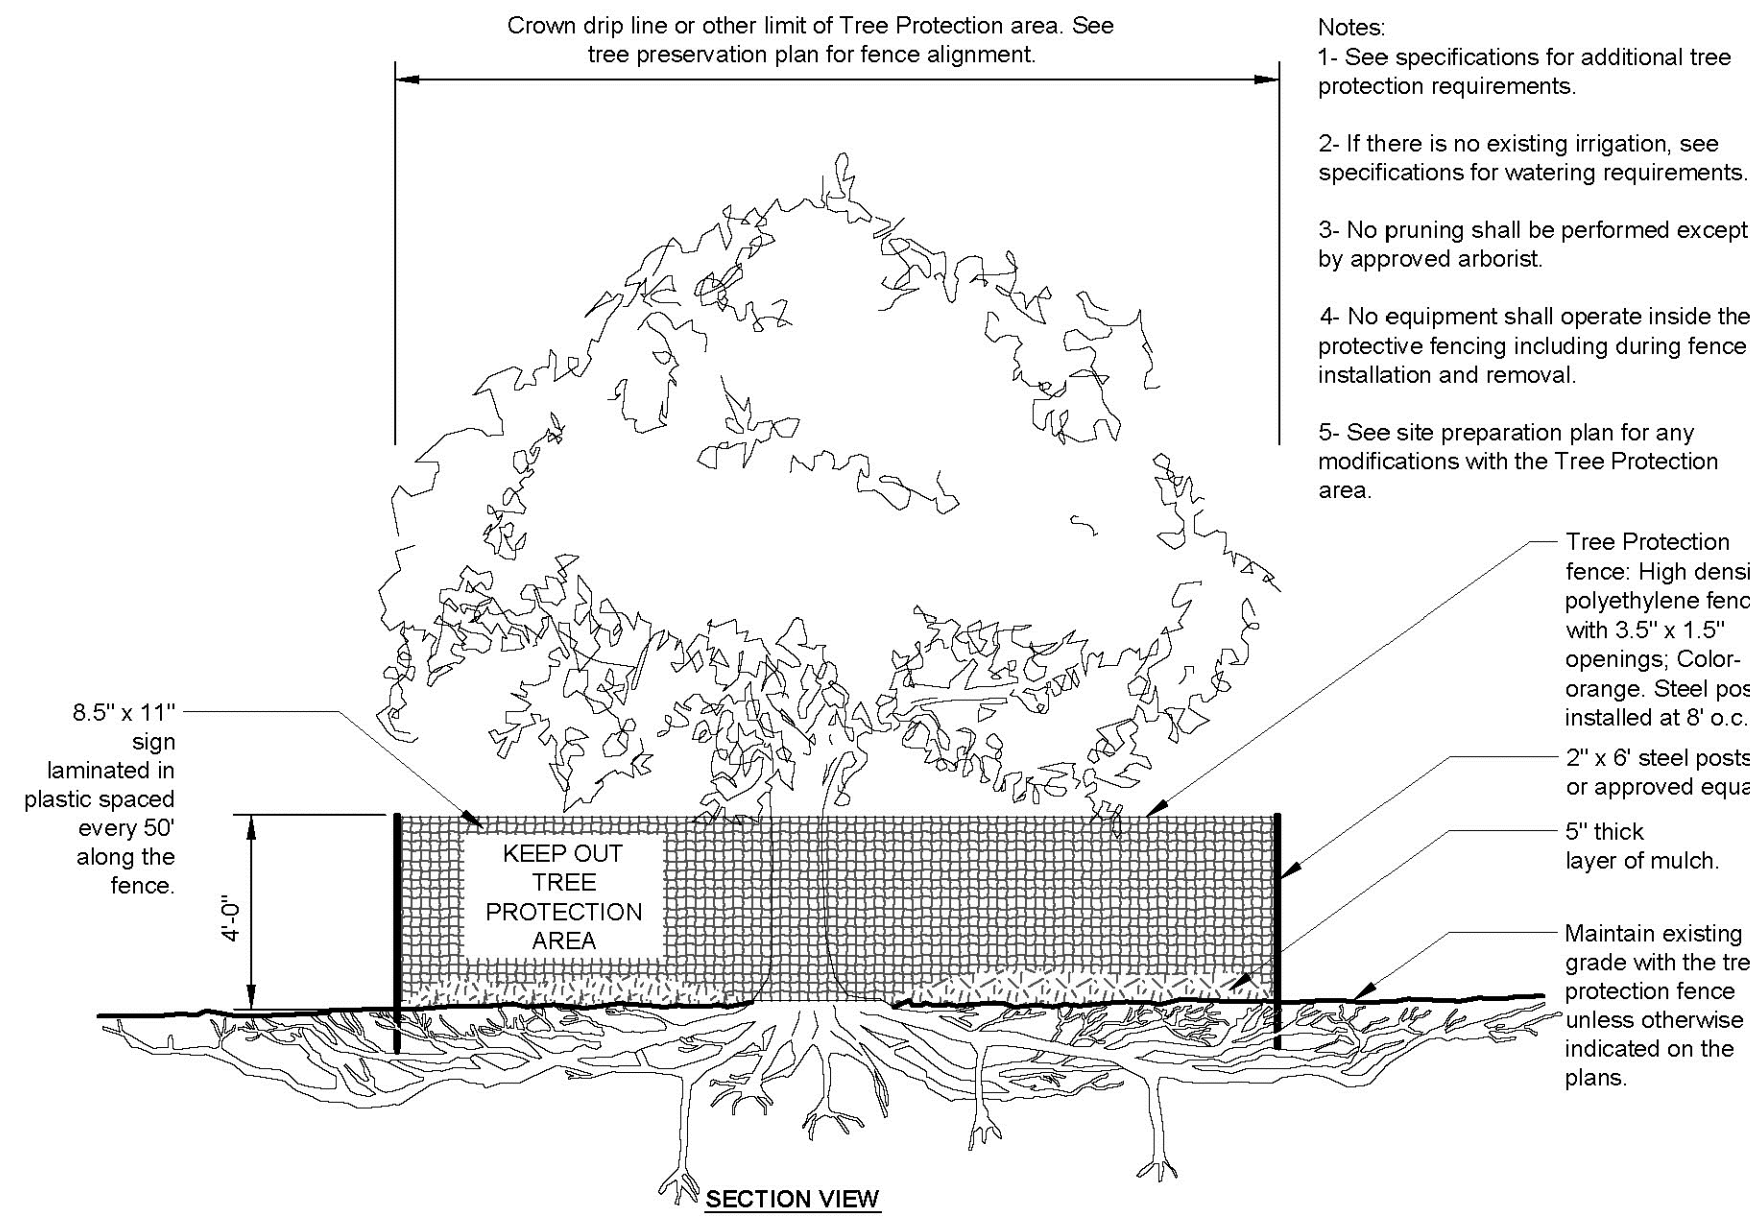 Crown drip line or other limit of Tree Protection area. See
tree preservation plan for fence alignment.
Notes:
1- See specifications for additional tree
protection requirements.
2- If there is no existing irrigation, see
specifications for watering requirements.
3- No pruning shall be performed except
by approved arborist.
4- No equipment shall operate inside the
protective fencing including during fence
installation and removal.
5- See site preparation plan for any
modifications with the Tree Protection
area.
Tree Protection
fence: High densi
polyethylene fenc
with 3.5" x 1.5"
openings; Color-
orange. Steel pos
installed at 8' o.c.
2" x 6' steel posts
or approved equa
5" thick
layer of mulch.
Maintain existing
grade with the tre
protection fence
unless otherwise
indicated on the
plans.
8.5" x 11"
sign
laminated in
plastic spaced
every 50'
along the
fence.
4'-0"
KEEP OUT
TREE
PROTECTION
AREA
SECTION VIEW